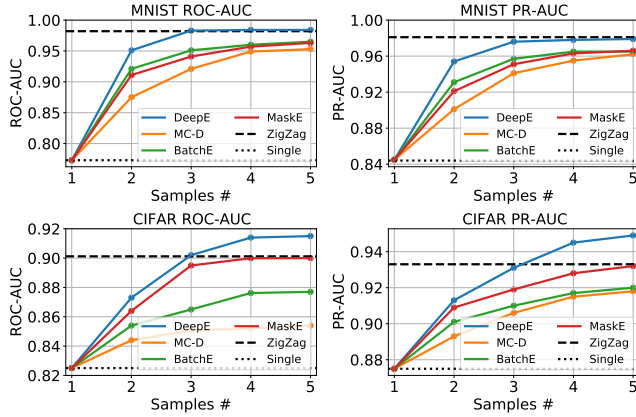 MNIST ROC-AUC
1.00
0.95
0.90
0.85
0.80
ROC-AUC
DeepE
MC-D
BatchE
MaskE
ZigZag
Single
1 2 3 4 5
Samples #
MNIST PR-AUC
1.00
0.96
0.92
0.88
0.84
PR-AUC
DeepE
MC-D
BatchE
MaskE
ZigZag
Single
1 2 3 4 5
Samples #
CIFAR ROC-AUC
0.92
0.90
0.88
0.86
0.84
0.82
ROC-AUC
DeepE
MC-D
BatchE
MaskE
ZigZag
Single
1 2 3 4 5
Samples #
CIFAR PR-AUC
0.94
0.92
0.90
0.88
PR-AUC
DeepE
MC-D
BatchE
MaskE
ZigZag
Single
1 2 3 4 5
Samples #